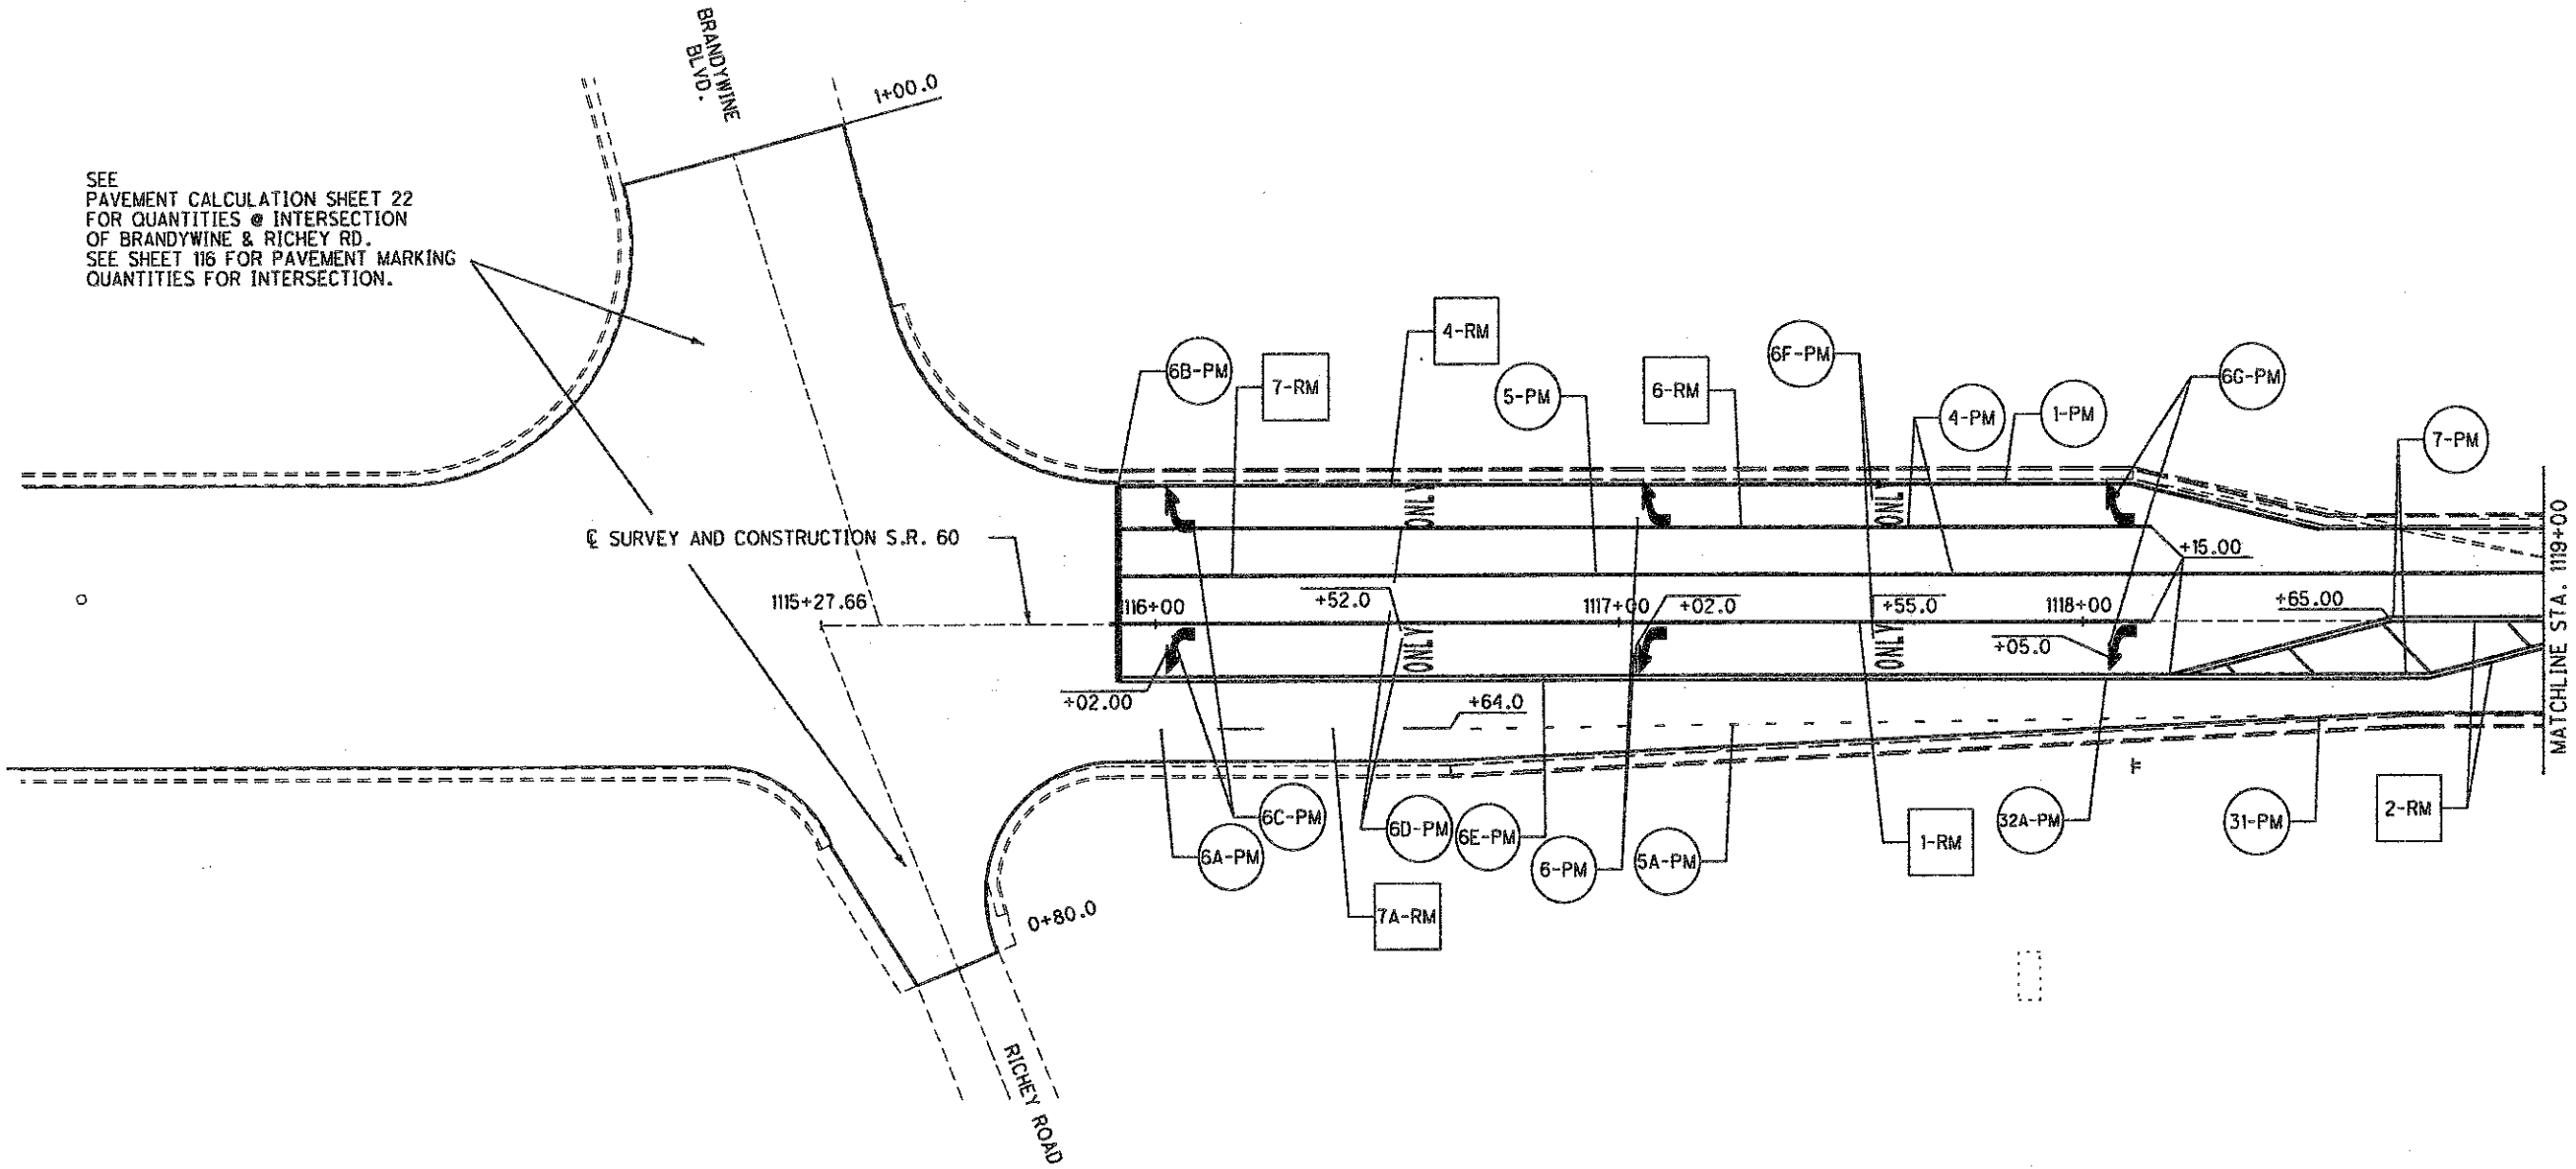 BRANDYWINE
BLVD.
1+00.0
SEE
PAVEMENT CALCULATION SHEET 22
FOR QUANTITIES @ INTERSECTION
OF BRANDYWINE & RICHEY RD.
SEE SHEET 116 FOR PAVEMENT MARKING
QUANTITIES FOR INTERSECTION.
4-RM
6B-PM
7-RM
5-PM
6-RM
6F-PM
4-PM
1-PM
6G-PM
7-PM
ONLY
ONLY
℄ SURVEY AND CONSTRUCTION S.R. 60
+15.00
MATCHLINE STA. 1119+00
1115+27.66
116+00
+52.0
1117+00
+02.0
+55.0
1118+00
+65.00
ONLY
ONLY
+05.0
+02.00
+64.0
6C-PM
6A-PM
6D-PM
6E-PM
6-PM
5A-PM
1-RM
32A-PM
31-PM
2-RM
7A-RM
0+80.0
RICHEY ROAD